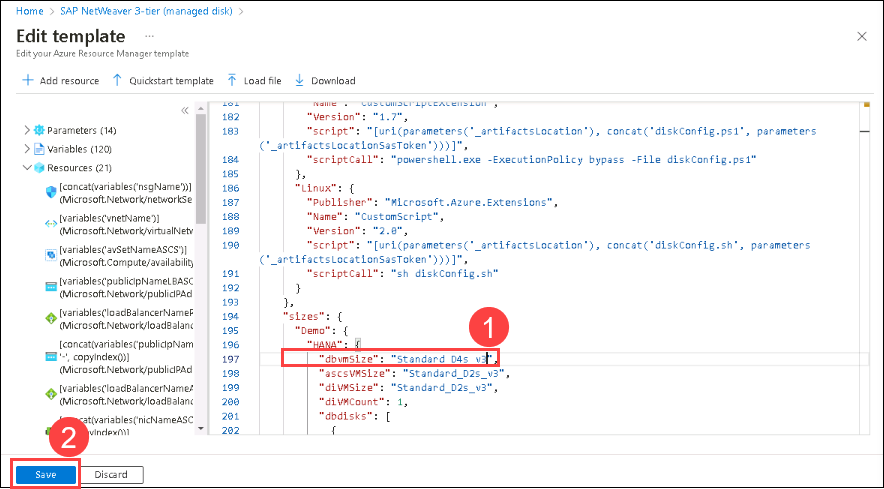 Home > SAP NetWeaver 3-tier (managed disk) >
Edit template ...
Edit your Azure Resource Manager template
+ Add resource ↑ Quickstart template ↑ Load file ↓ Download
«
Parameters (14)
Variables (120)
Resources (21)
[concat(variables('nsgName'))]
(Microsoft.Network/networkSe
[variables('vnetName')]
(Microsoft.Network/virtualNetw
[variables('avSetNameASCS')]
(Microsoft.Compute/availability
[variables('publicIpNameLBASC
(Microsoft.Network/publicIPAd
[variables('loadBalancerNameAS
(Microsoft.Network/loadBalanc
[concat(variables('publicIpName
'-', copyIndex())]
(Microsoft.Network/publicIPAd
[variables('loadBalancerNameAS
(Microsoft.Network/loadBalanc
[concat(variables('nicNameASC
copyIndex())]
181 "Name": "CustomScriptExtension",
182 "Version": "1.7",
183 "script": "[uri(parameters('_artifactsLocation'), concat('diskConfig.ps1', parameters
('_artifactsLocationSasToken')))]",
184 "scriptCall": "powershell.exe -ExecutionPolicy bypass -File diskConfig.ps1"
185 },
186 "Linux": {
187 "Publisher": "Microsoft.Azure.Extensions",
188 "Name": "CustomScript",
189 "Version": "2.0",
190 "script": "[uri(parameters('_artifactsLocation'), concat('diskConfig.sh', parameters
('_artifactsLocationSasToken')))]",
191 "scriptCall": "sh diskConfig.sh"
192 }
193 },
194 "sizes": {
195 "Demo": {
196 "HANA": {
197 "dbvmSize": "Standard_D4s_v3",
198 "ascsVMSize": "Standard_D2s_v3",
199 "diVMSize": "Standard_D2s_v3",
200 "diVMCount": 1,
201 "dbdisks": [
202 {
1
2
Save Discard